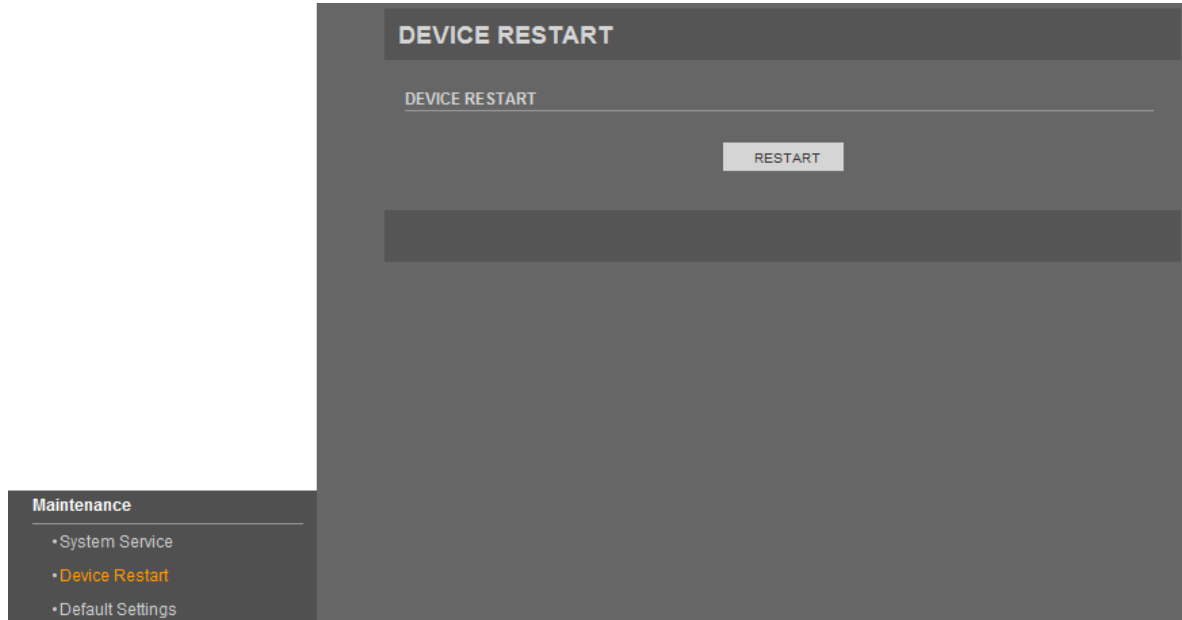 DEVICE RESTART
DEVICE RESTART
RESTART
Maintenance
•System Service
•Device Restart
•Default Settings